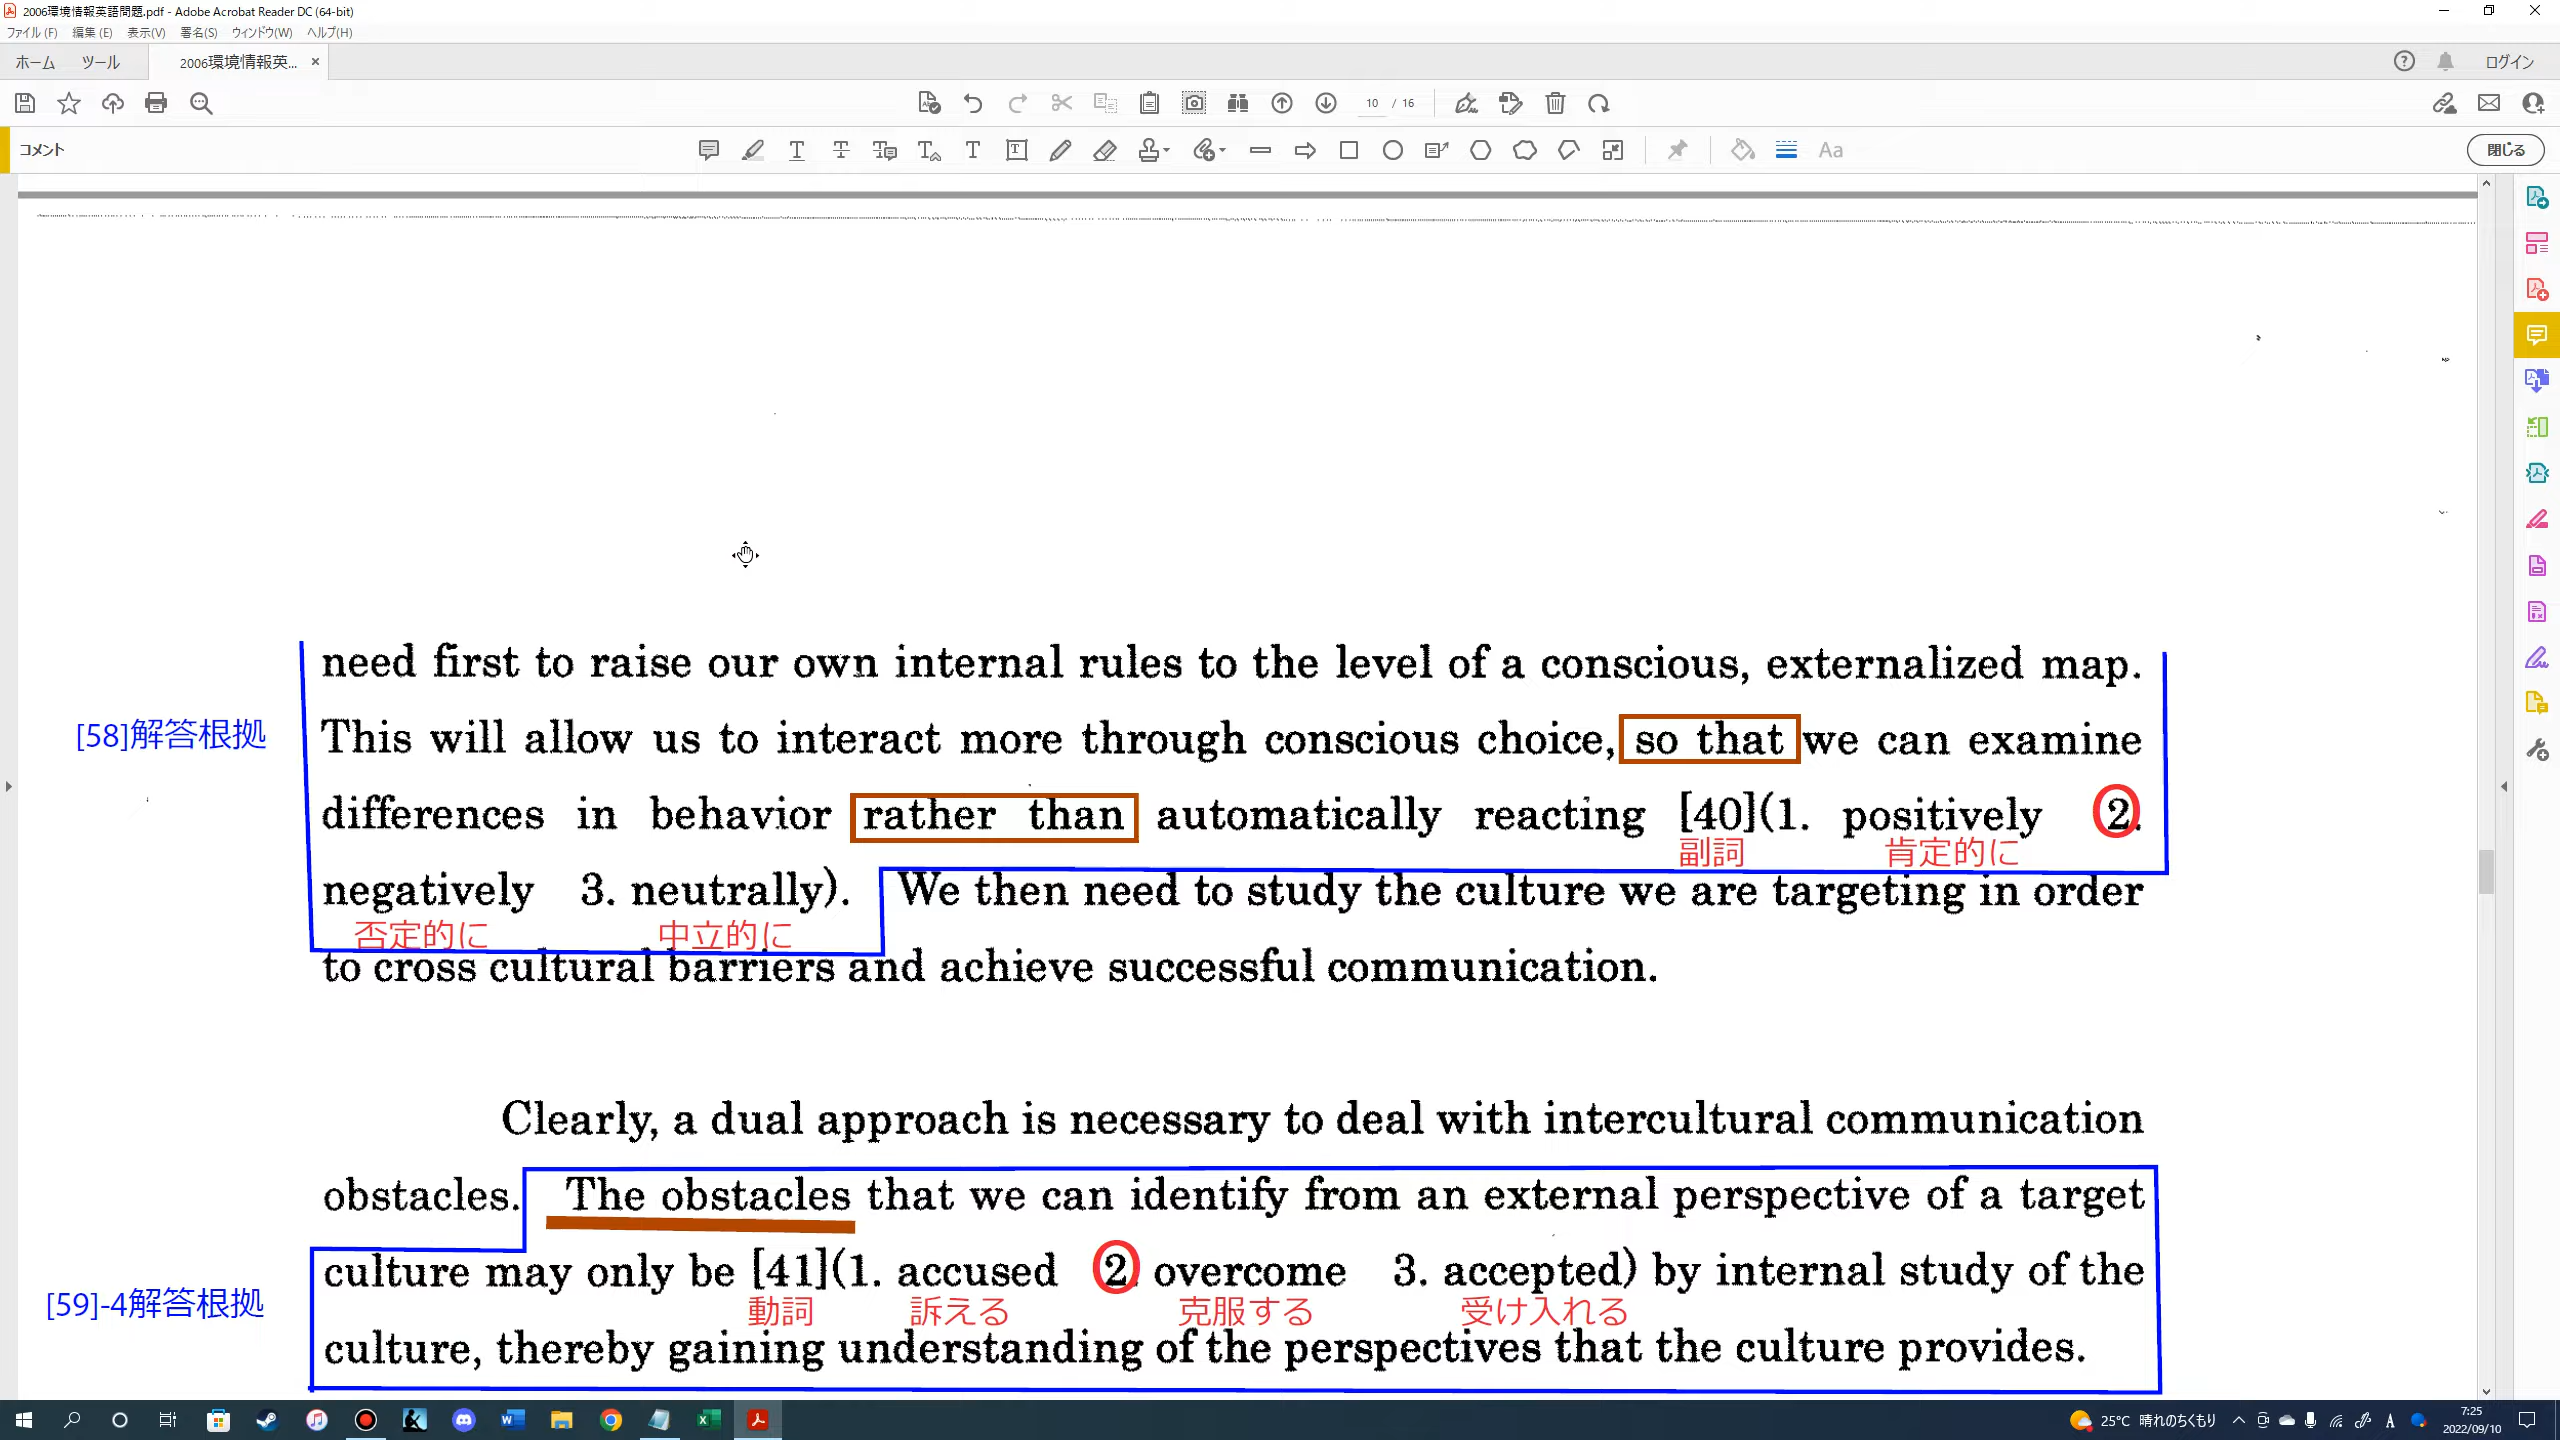 2006環境情報英語問題.pdf - Adobe Acrobat Reader DC (64-bit)
ファイル(F) 編集(E) 表示(V) 署名(S) ウィンドウ(W) ヘルプ(H)
ホーム ツール 2006環境情報英... × ログイン
10 / 16
コメント 閉じる
need first to raise our own internal rules to the level of a conscious, externalized map.
[58]解答根拠
This will allow us to interact more through conscious choice, so that we can examine
differences in behavior rather than automatically reacting [40](1. positively 2.
副詞 肯定的に
negatively 3. neutrally). We then need to study the culture we are targeting in order
否定的に 中立的に
to cross cultural barriers and achieve successful communication.
Clearly, a dual approach is necessary to deal with intercultural communication
obstacles. The obstacles that we can identify from an external perspective of a target
culture may only be [41](1. accused 2 overcome 3. accepted) by internal study of the
[59]-4解答根拠
動詞 訴える 克服する 受け入れる
culture, thereby gaining understanding of the perspectives that the culture provides.
25°C 晴れのちくもり A 7:25
2022/09/10